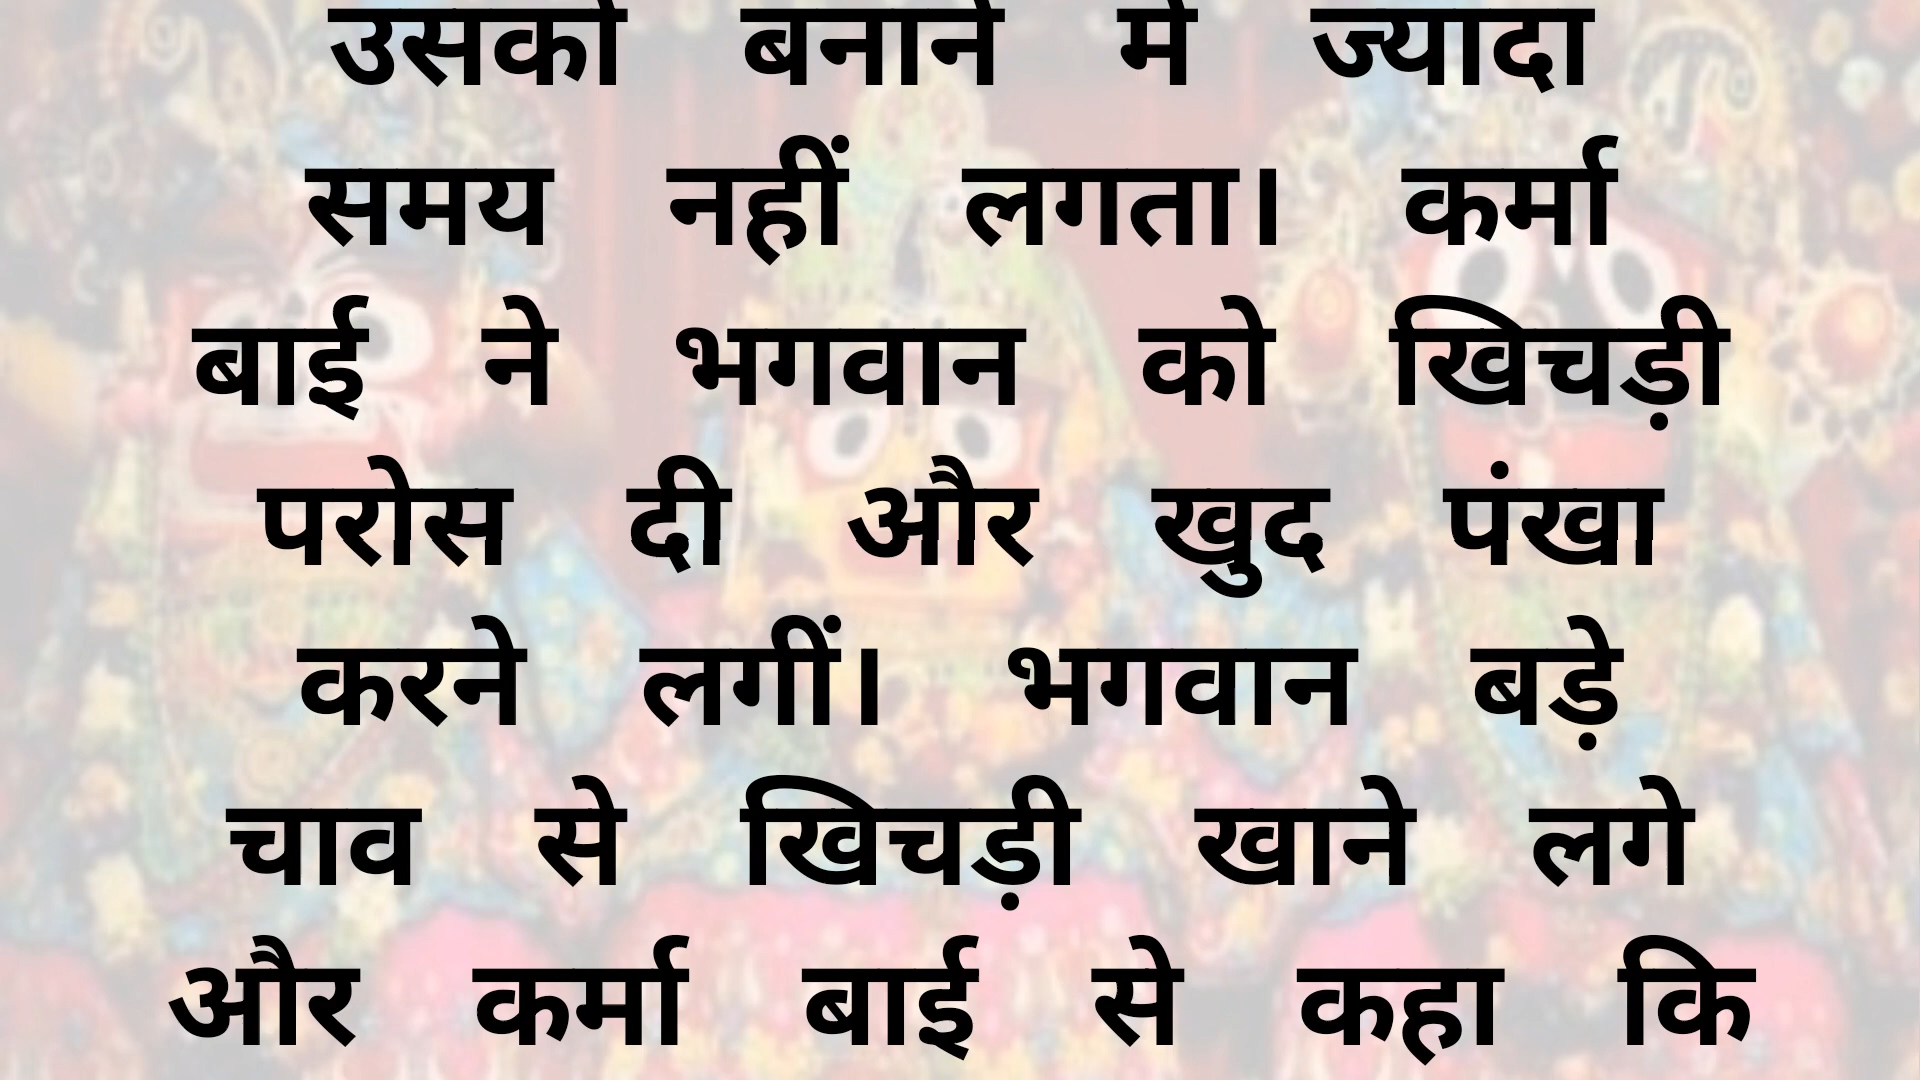 उसको बनाने में ज्यादा
समय नहीं लगता। कर्मा
बाई ने भगवान को खिचड़ी
परोस दी और खुद पंखा
करने लगीं। भगवान बड़े
चाव से खिचड़ी खाने लगे
और कर्मा बाई से कहा कि